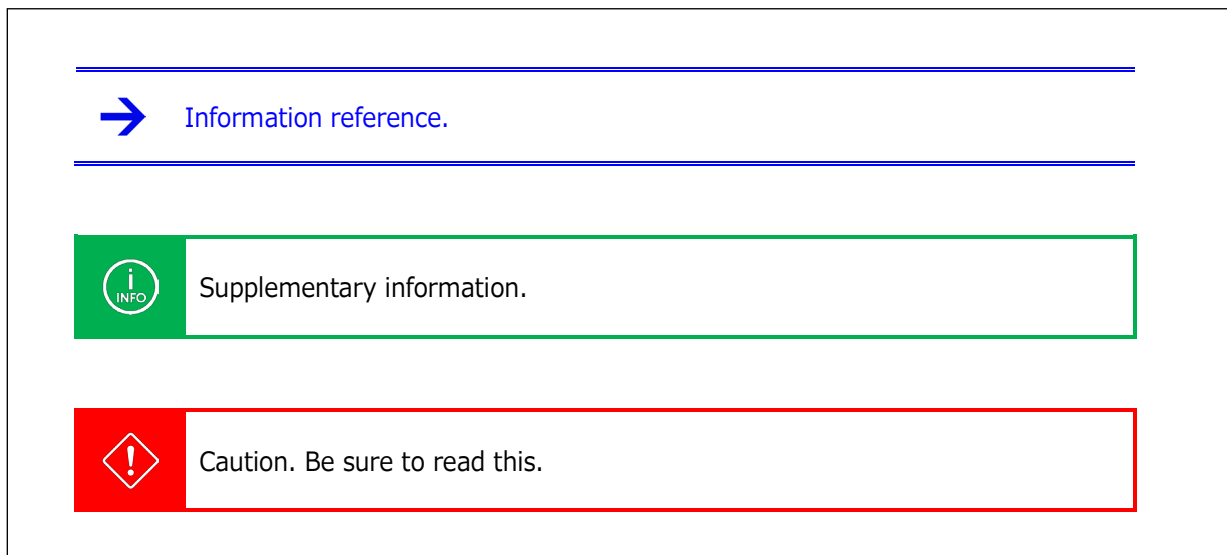 Information reference.
i
INFO
Supplementary information.
!
Caution. Be sure to read this.